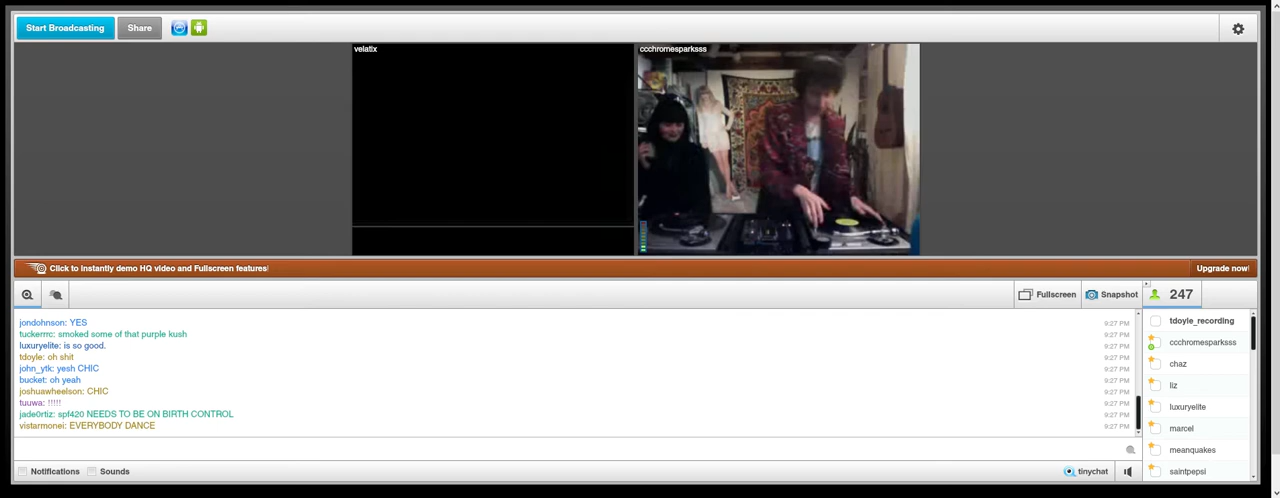 Start Broadcasting
Share
velatix
ccchromesparksss
Click to instantly demo HQ video and Fullscreen features!
Upgrade now!
Fullscreen
Snapshot
247
jondohnson: YES 9:27 PM
tuckerrrc: smoked some of that purple kush 9:27 PM
luxuryelite: is so good. 9:27 PM
tdoyle: oh shit 9:27 PM
john_ytk: yesh CHIC 9:27 PM
bucket: oh yeah 9:27 PM
joshuawheelson: CHIC 9:27 PM
tuuwa: !!!!! 9:27 PM
jade0rtiz: spf420 NEEDS TO BE ON BIRTH CONTROL 9:27 PM
vistarmonei: EVERYBODY DANCE 9:27 PM
tdoyle_recording
ccchromesparksss
chaz
liz
luxuryelite
marcel
meanquakes
saintpepsi
Notifications
Sounds
tinychat